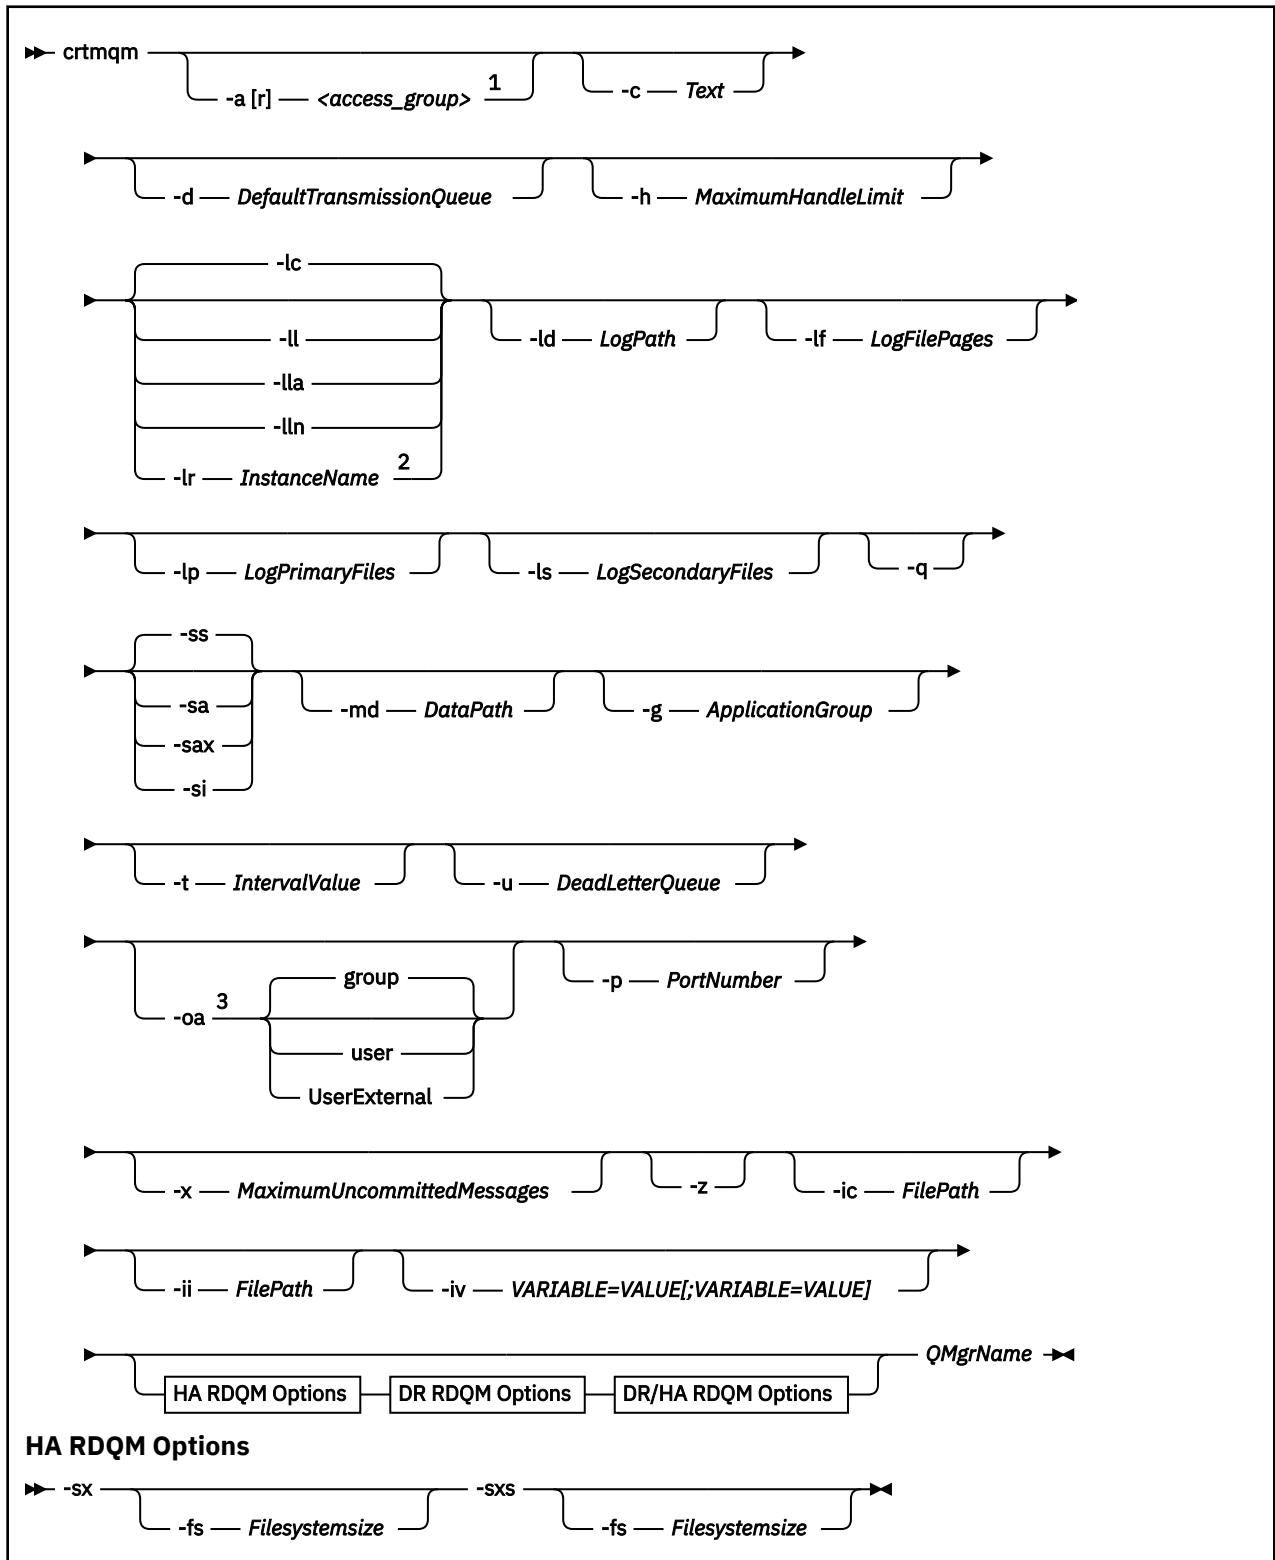 crtmqm
-a [r] <access_group> 1
-c Text
-d DefaultTransmissionQueue
-h MaximumHandleLimit
-lc
-ll
-lla
-lln
-lr InstanceName 2
-ld LogPath
-lf LogFilePages
-lp LogPrimaryFiles
-ls LogSecondaryFiles
-q
-ss
-sa
-sax
-si
-md DataPath
-g ApplicationGroup
-t IntervalValue
-u DeadLetterQueue
-oa 3
group
user
UserExternal
-p PortNumber
-x MaximumUncommittedMessages
-z
-ic FilePath
-ii FilePath
-iv VARIABLE=VALUE[;VARIABLE=VALUE]
HA RDQM Options
DR RDQM Options
DR/HA RDQM Options
QMgrName
HA RDQM Options
-sx
-fs Filesystemsize
-sxs
-fs Filesystemsize